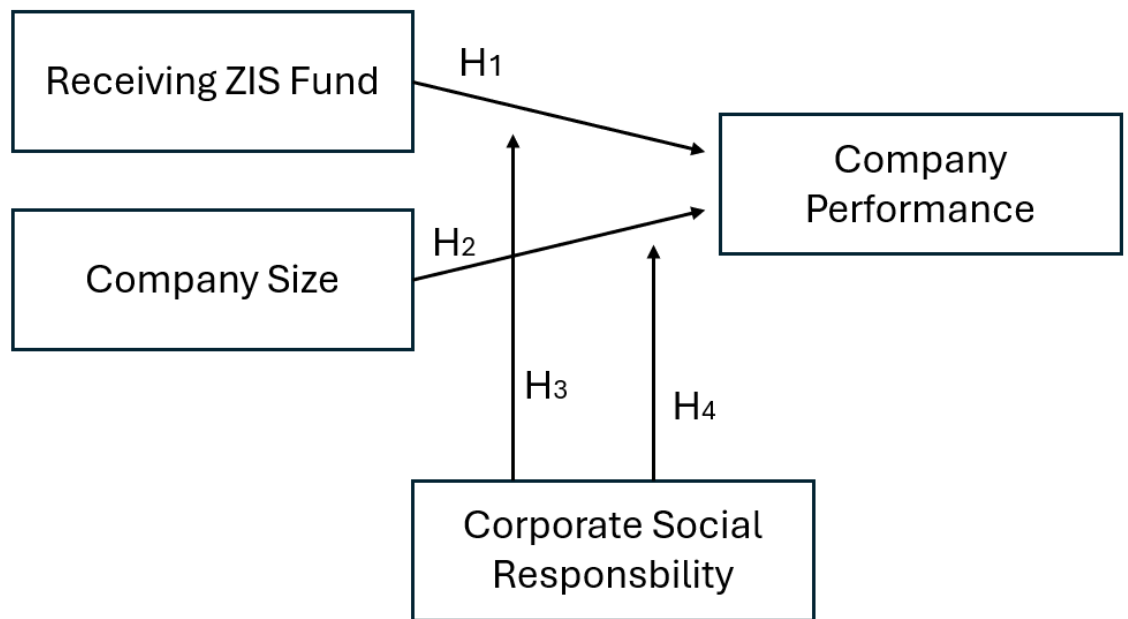 Receiving ZIS Fund
H1
Company
Performance
Company Size
H2
H3
H4
Corporate Social
Responsbility